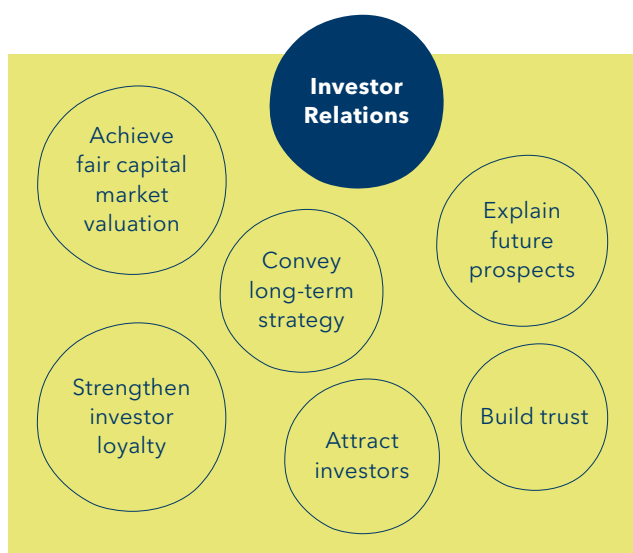 Investor
Relations
Achieve
fair capital
market
valuation
Explain
future
prospects
Convey
long-term
strategy
Strengthen
investor
loyalty
Attract
investors
Build trust